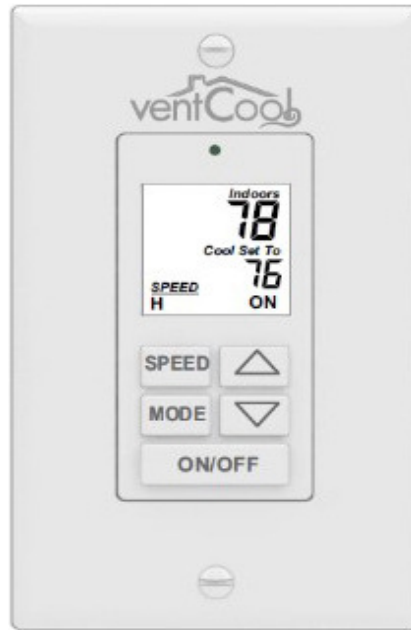 ventCool
Indoors
78
Cool Set To
76
SPEED
H ON
SPEED
MODE
ON/OFF